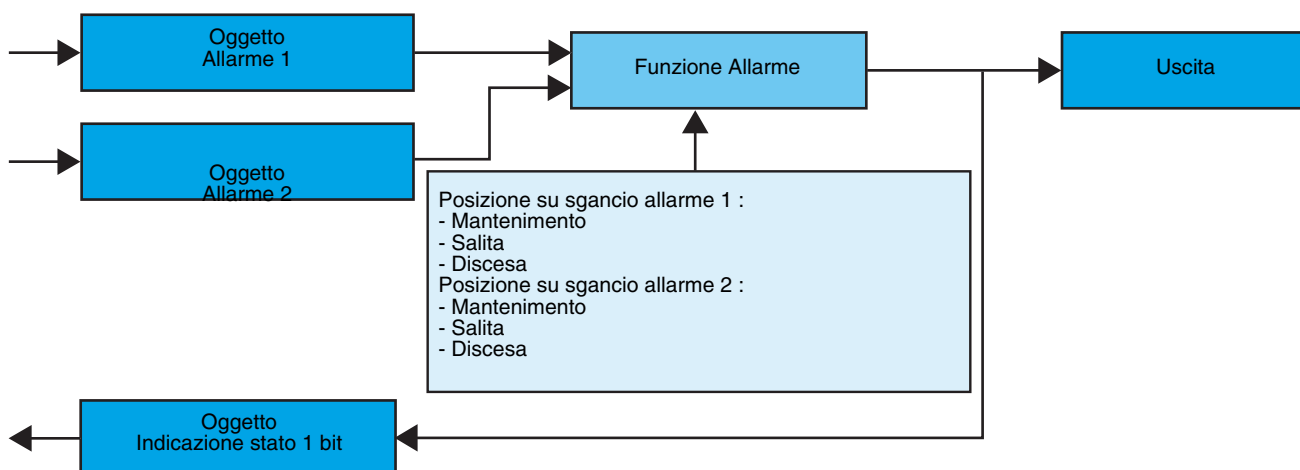 Oggetto
Allarme 1
Funzione Allarme
Uscita
Oggetto
Allarme 2
Posizione su sgancio allarme 1 :
- Mantenimento
- Salita
- Discesa
Posizione su sgancio allarme 2 :
- Mantenimento
- Salita
- Discesa
Oggetto
Indicazione stato 1 bit